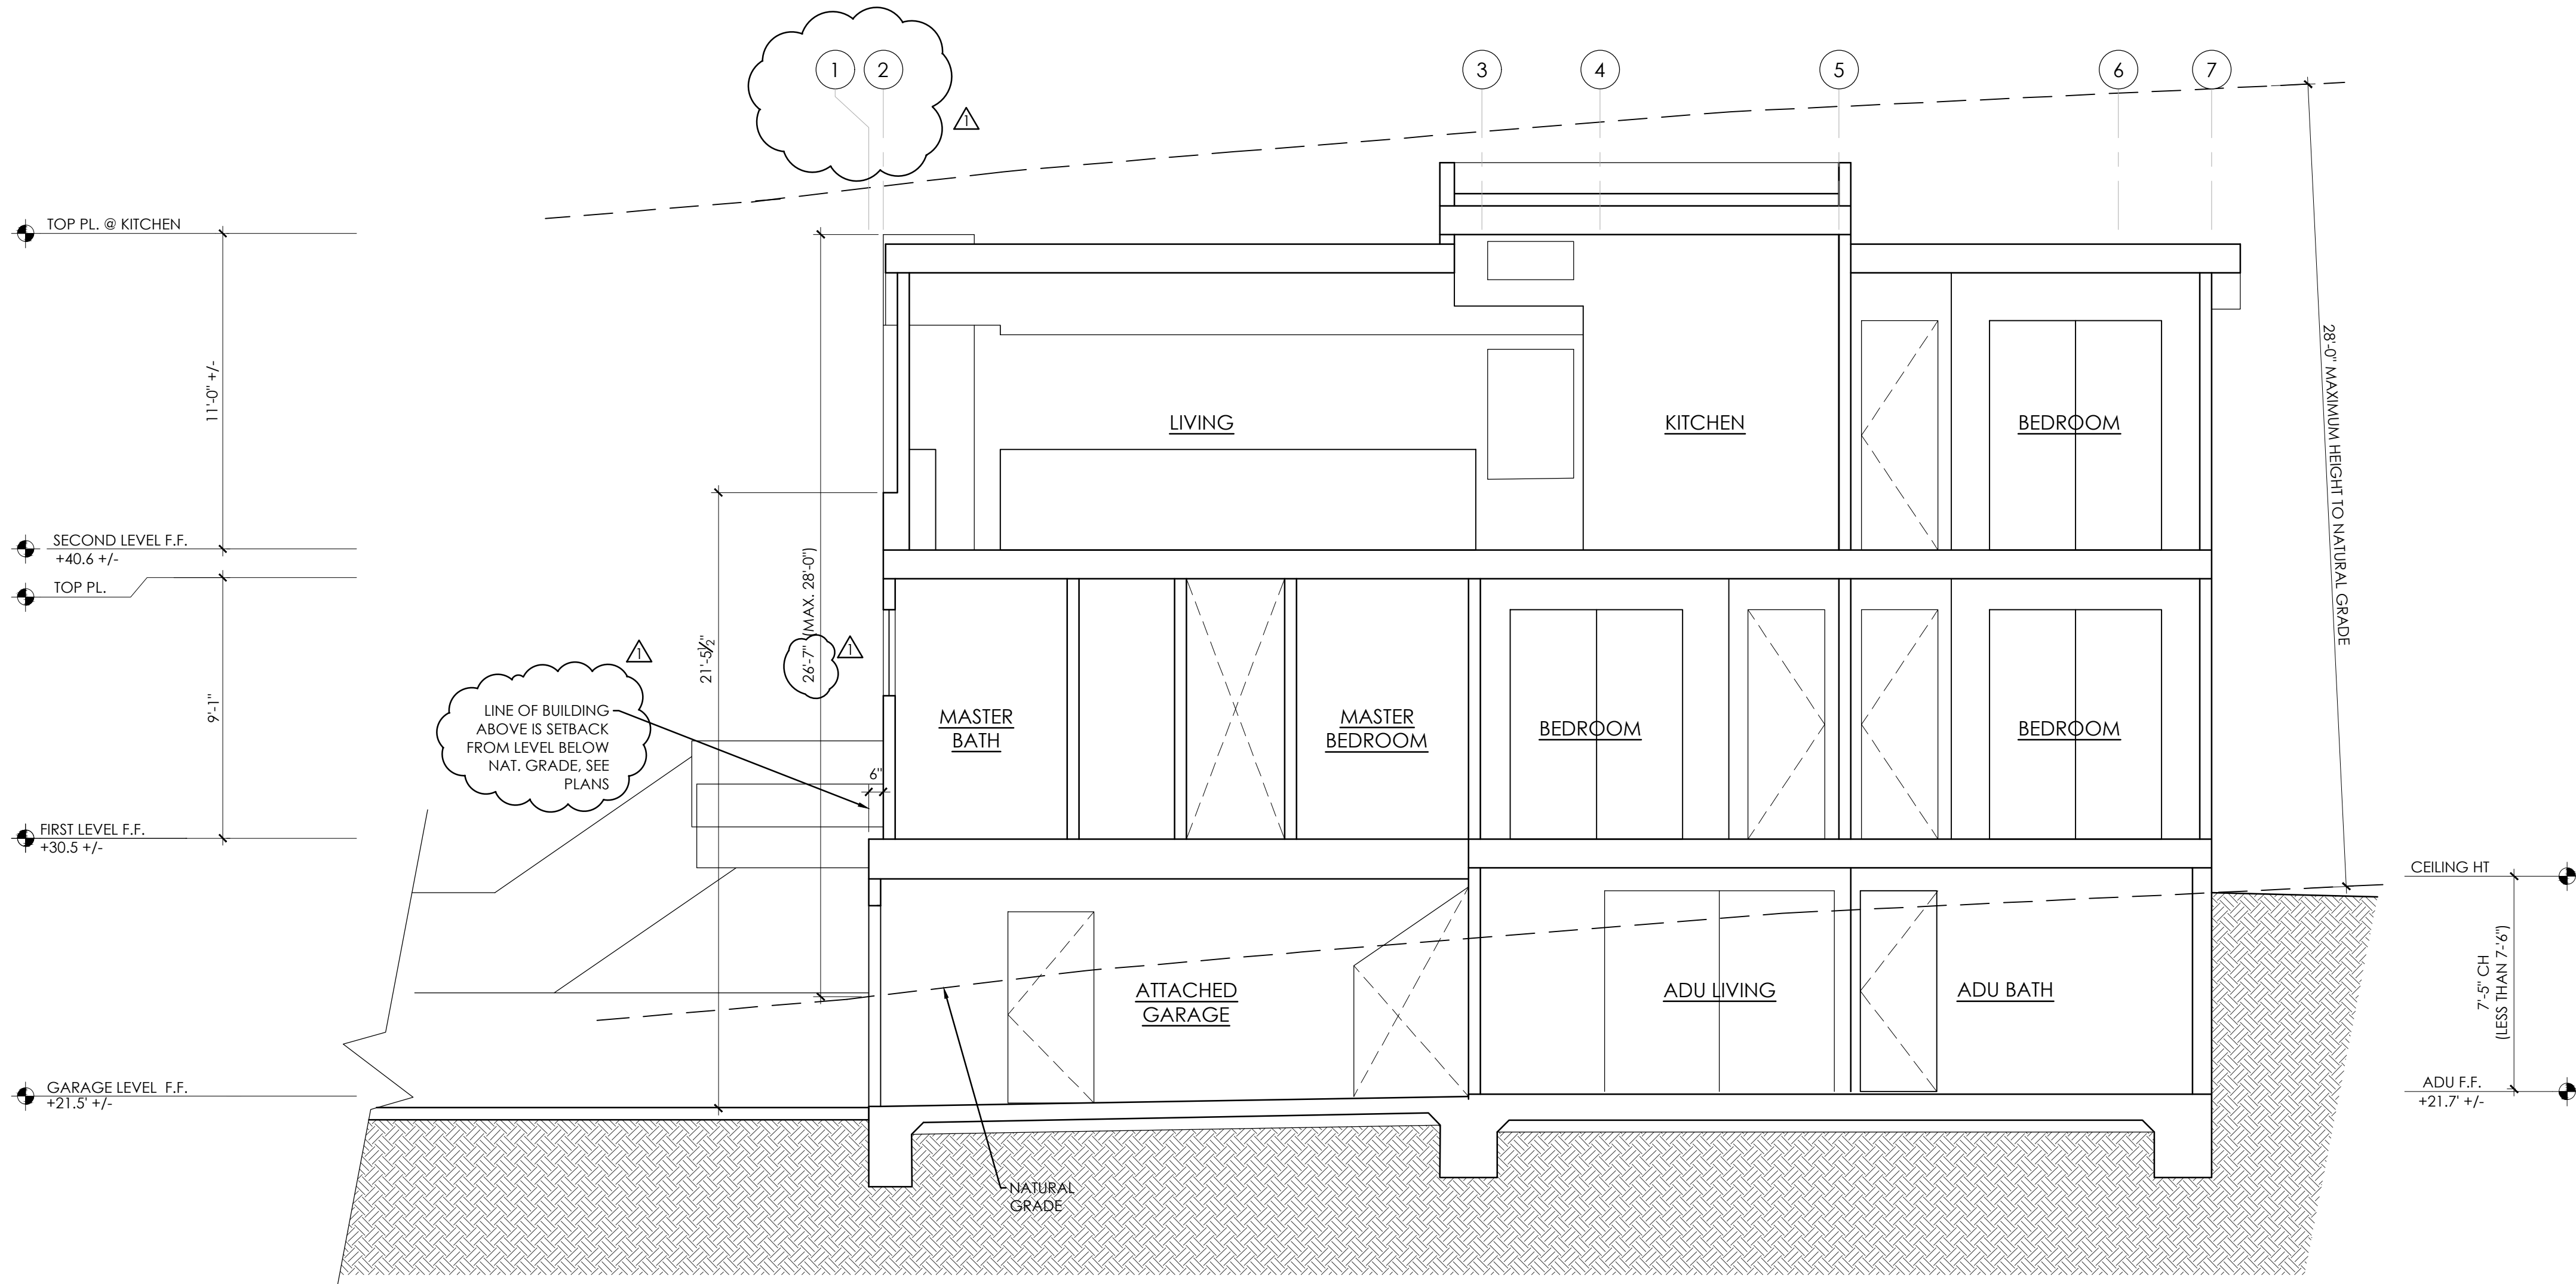 1
2
3
4
5
6
7
1
TOP PL. @ KITCHEN
11'-0" +/-
SECOND LEVEL F.F.
+40.6 +/-
TOP PL.
9'-1"
FIRST LEVEL F.F.
+30.5 +/-
GARAGE LEVEL F.F.
+21.5' +/-
LINE OF BUILDING
ABOVE IS SETBACK
FROM LEVEL BELOW
NAT. GRADE, SEE
PLANS
1
21'-5½"
26'-7" (MAX. 28'-0")
1
6"
LIVING
KITCHEN
BEDROOM
MASTER
BATH
MASTER
BEDROOM
BEDROOM
BEDROOM
ATTACHED
GARAGE
ADU LIVING
ADU BATH
NATURAL
GRADE
28'-0" MAXIMUM HEIGHT TO NATURAL GRADE
CEILING HT
7'-5" CH
(LESS THAN 7'-6")
ADU F.F.
+21.7' +/-